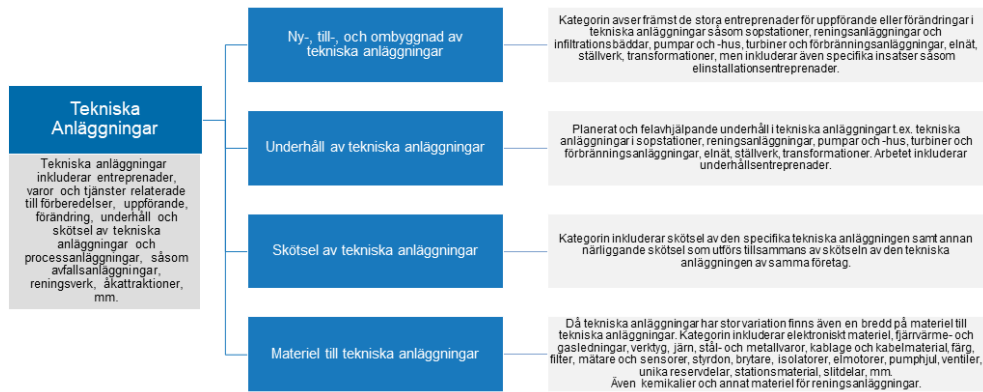 Tekniska
Anläggningar
Tekniska anläggningar
inkluderar entreprenader,
varor och tjänster relaterade
till förberedelser, uppförande,
förändring, underhåll och
skötsel av tekniska
anläggningar och
processanläggningar, såsom
avfallsanläggningar,
reningsverk, åkattraktioner,
mm.
Ny-, till-, och ombyggnad av
tekniska anläggningar
Kategorin avser främst de stora entreprenader för uppförande eller förändringar i
tekniska anläggningar såsom sopstationer, reningsanläggningar och
infiltrationsbäddar, pumpar och -hus, turbiner och förbränningsanläggningar, elnät,
ställverk, transformationer, men inkluderar även specifika insatser såsom
elinstallationsentreprenader.
Underhåll av tekniska anläggningar
Planerat och felavhjälpande underhåll i tekniska anläggningar t.ex. tekniska
anläggningar i sopstationer, reningsanläggningar, pumpar och -hus, turbiner och
förbränningsanläggningar, elnät, ställverk, transformationer. Arbetet inkluderar
underhållsentreprenader.
Skötsel av tekniska anläggningar
Kategorin inkluderar skötsel av den specifika tekniska anläggningen samt annan
närliggande skötsel som utförs tillsammans av skötseln av den tekniska
anläggningen av samma företag.
Materiel till tekniska anläggningar
Då tekniska anläggningar har stor variation finns även en bredd på materiel till
tekniska anläggningar. Kategorin inkluderar elektroniskt materiel, fjärrvärme- och
gasledningar, verktyg, järn, stål- och metallvaror, kablage och kabelmaterial, färg,
filter, mätare och sensorer, styrdon, brytare, isolatorer, elmotorer, pumphjul, ventiler,
unika reservdelar, stationsmaterial, slitdelar, mm.
Även kemikalier och annat materiel för reningsanläggningar.